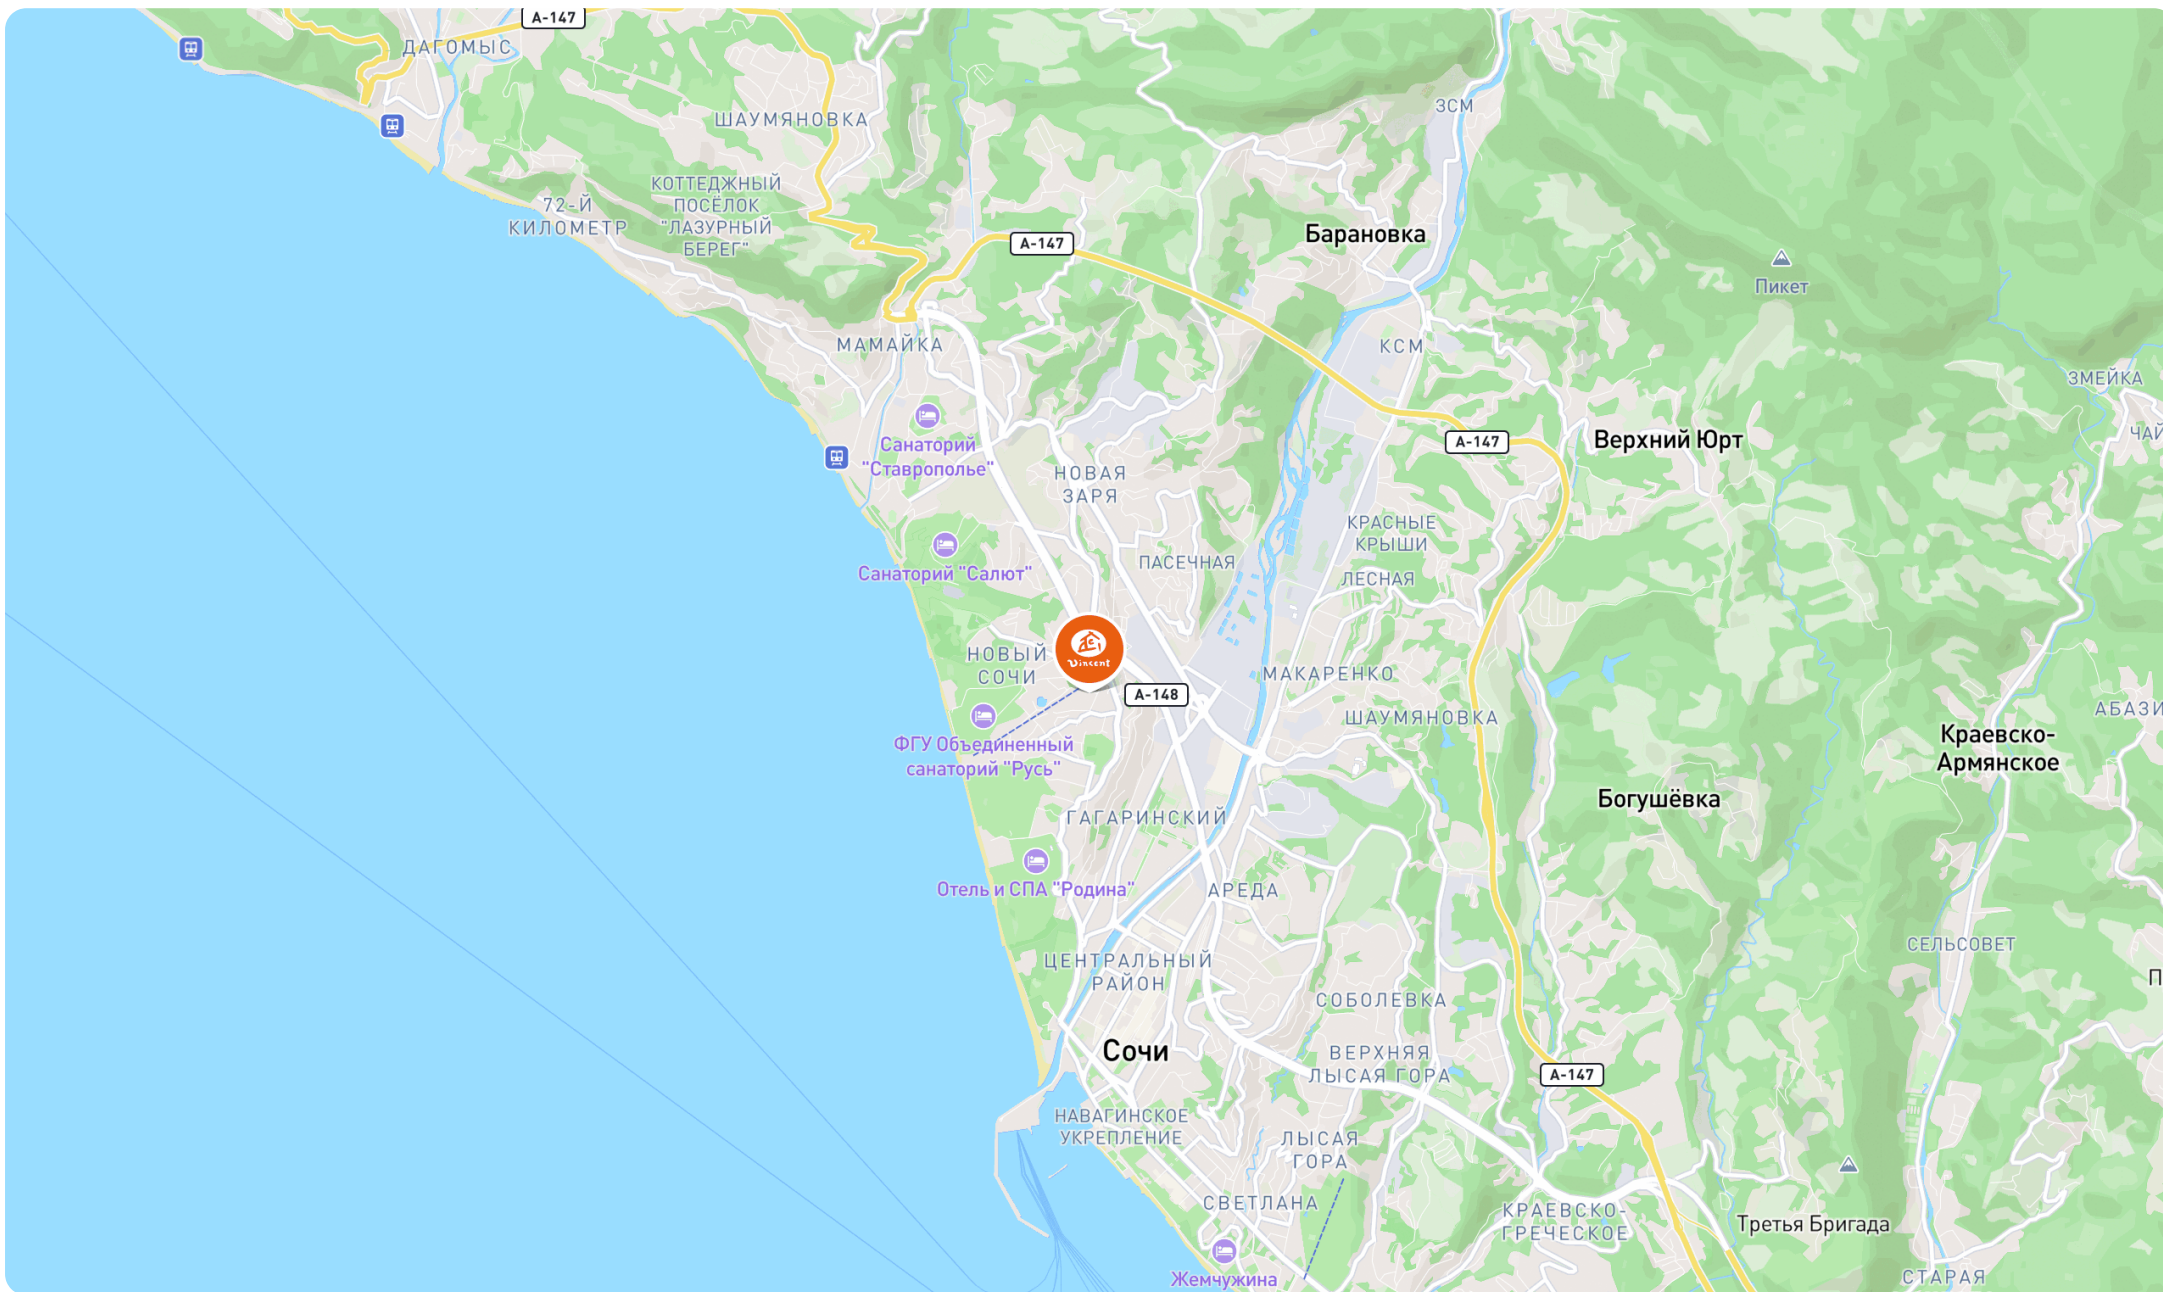 А-147
ДАГОМЫС
ЗСМ
ШАУМЯНОВКА
КОТТЕДЖНЫЙ
ПОСЁЛОК
"ЛАЗУРНЫЙ
БЕРЕГ"
72-Й
КИЛОМЕТР
Барановка
А-147
Пикет
МАМАЙКА
КСМ
ЗМЕЙКА
ЧАЙ
Санаторий
"Ставрополье"
А-147
Верхний Юрт
НОВАЯ
ЗАРЯ
КРАСНЫЕ
КРЫШИ
ПАСЕЧНАЯ
Санаторий "Салют"
ЛЕСНАЯ
Vincent
НОВЫЙ
СОЧИ
МАКАРЕНКО
А-148
ШАУМЯНОВКА
АБАЗИ
ФГУ Объединенный
санаторий "Русь"
Краевско-
Армянское
Богушёвка
ГАГАРИНСКИЙ
Отель и СПА "Родина"
АРЕДА
СЕЛЬСОВЕТ
ЦЕНТРАЛЬНЫЙ
РАЙОН
П
СОБОЛЕВКА
Сочи
ВЕРХНЯЯ
ЛЫСАЯ ГОРА
А-147
НАВАГИНСКОЕ
УКРЕПЛЕНИЕ
ЛЫСАЯ
ГОРА
СВЕТЛАНА
КРАЕВСКО-
ГРЕЧЕСКОЕ
Третья Бригада
Жемчужина
СТАРАЯ